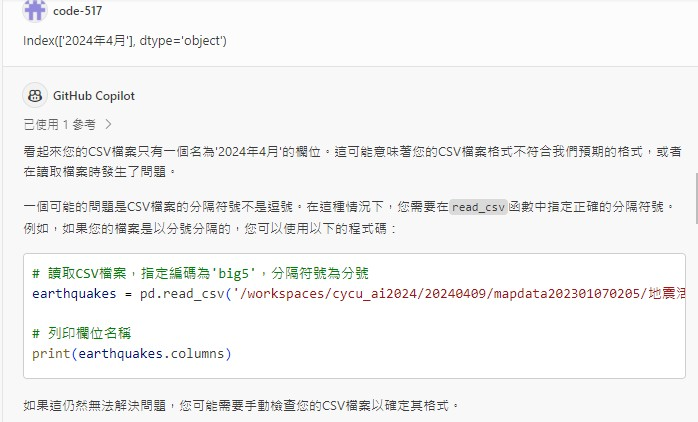 code-517
Index(['2024年4月'], dtype='object')
GitHub Copilot
已使用 1 參考
看起來您的CSV檔案只有一個名為'2024年4月'的欄位。這可能意味著您的CSV檔案格式不符合我們預期的格式，或者
在讀取檔案時發生了問題。
一個可能的問題是CSV檔案的分隔符號不是逗號。在這種情況下，您需要在read_csv函數中指定正確的分隔符號。
例如，如果您的檔案是以分號分隔的，您可以使用以下的程式碼：
# 讀取CSV檔案，指定編碼為'big5'，分隔符號為分號
earthquakes = pd.read_csv('/workspaces/cycu_ai2024/20240409/mapdata202301070205/地震活
# 列印欄位名稱
print(earthquakes.columns)
如果這仍然無法解決問題，您可能需要手動檢查您的CSV檔案以確定其格式。